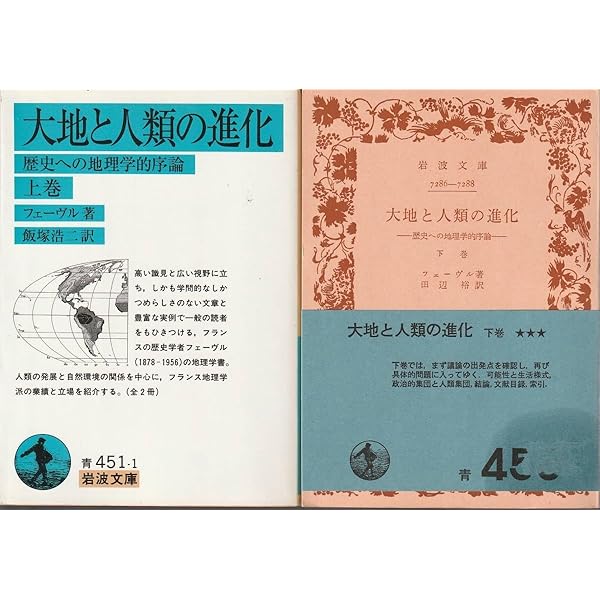 大地と人類の進化
歴史への地理学的序論
上巻
フェーヴル 著
飯塚浩二 訳
高い識見と広い視野に立
ち，しかも学問的なしか
つめらしさのない文章と
豊富な実例で一般の読者
をもひきつける，フラン
スの歴史学者フェーヴル
(1878-1956)の地理学書。
人類の発展と自然環境の関係を中心に，フランス地理学
派の業績と立場を紹介する。(全2冊)
青 451-1
岩波文庫
岩波文庫
7286—7288
大地と人類の進化
—歴史への地理学的序論—
下巻
フェーヴル著
田辺裕訳
大地と人類の進化 下巻 ★★★
下巻では，まず議論の出発点を確認し，再び
具体的問題に入ってゆく．可能性と生活様式，
政治的集団と人類集団，結論，文献目録，索引．
青 45